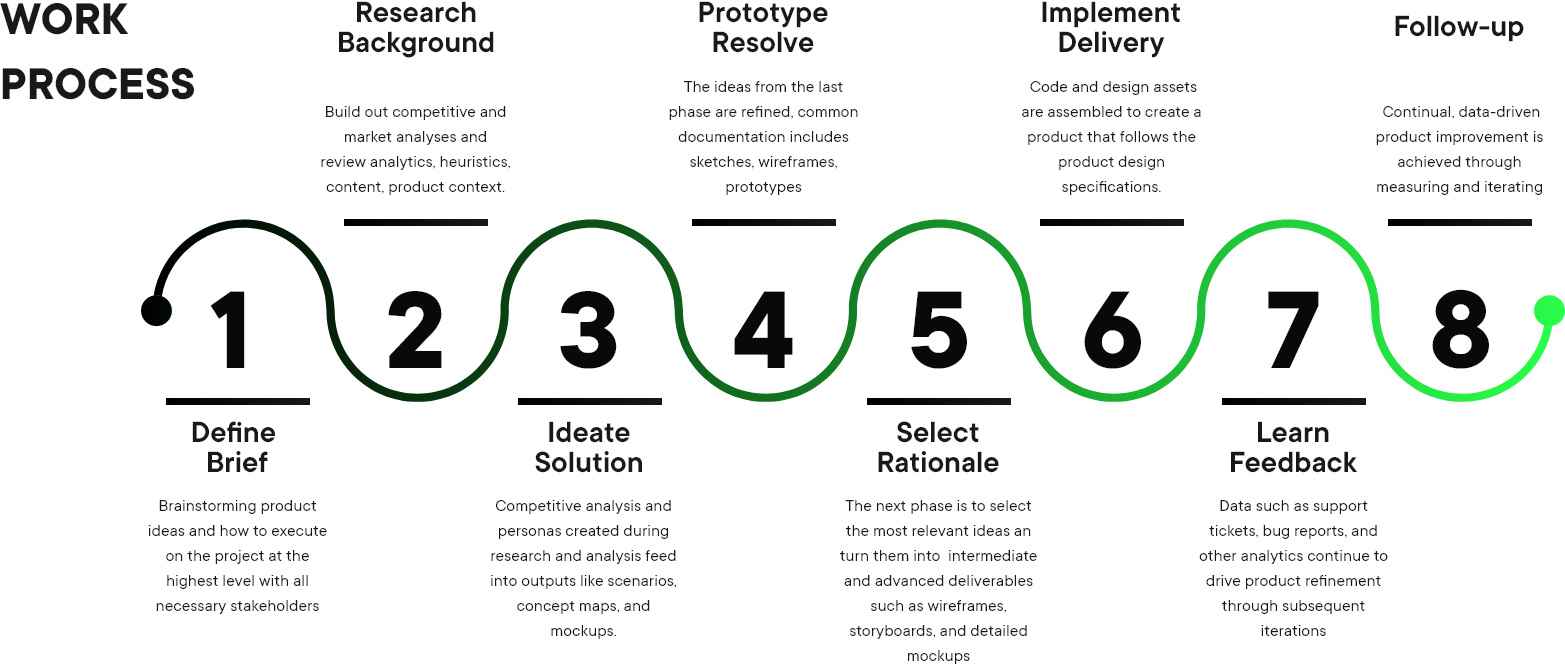 WORK
PROCESS
1
Define
Brief
Brainstorming product
ideas and how to execute
on the project at the
highest level with all
necessary stakeholders
Research
Background
Build out competitive and
market analyses and
review analytics, heuristics,
content, product context.
2
3
Ideate
Solution
Competitive analysis and
personas created during
research and analysis feed
into outputs like scenarios,
concept maps, and
mockups.
Prototype
Resolve
The ideas from the last
phase are refined, common
documentation includes
sketches, wireframes,
prototypes
4
5
Select
Rationale
The next phase is to select
the most relevant ideas an
turn them into  intermediate
and advanced deliverables
such as wireframes,
storyboards, and detailed
mockups
Implement
Delivery
Code and design assets
are assembled to create a
product that follows the
product design
specifications.
6
7
Learn
Feedback
Data such as support
tickets, bug reports, and
other analytics continue to
drive product refinement
through subsequent
iterations
Follow-up
Continual, data-driven
product improvement is
achieved through
measuring and iterating
8